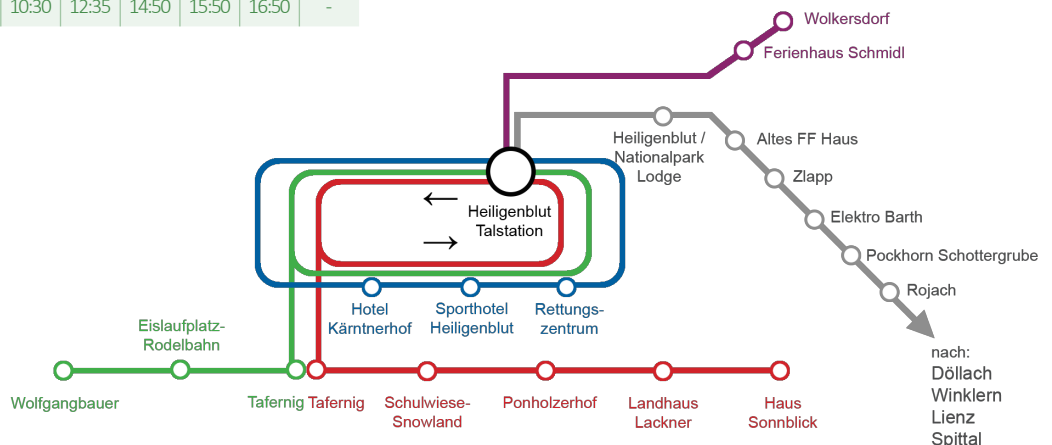 10:30 12:35 14:50 15:50 16:50 -
Wolkersdorf
Ferienhaus Schmidl
Heiligenblut /
Nationalpark
Lodge
Altes FF Haus
Zlapp
Elektro Barth
Pockhorn Schottergrube
Rojach
Heiligenblut
Talstation
Hotel
Kärntnerhof
Sporthotel
Heiligenblut
Rettungs-
zentrum
Eislaufplatz-
Rodelbahn
Wolfgangbauer
Tafernig
Tafernig
Schulwiese-
Snowland
Ponholzerhof
Landhaus
Lackner
Haus
Sonnblick
nach:
Döllach
Winklern
Lienz
Spittal